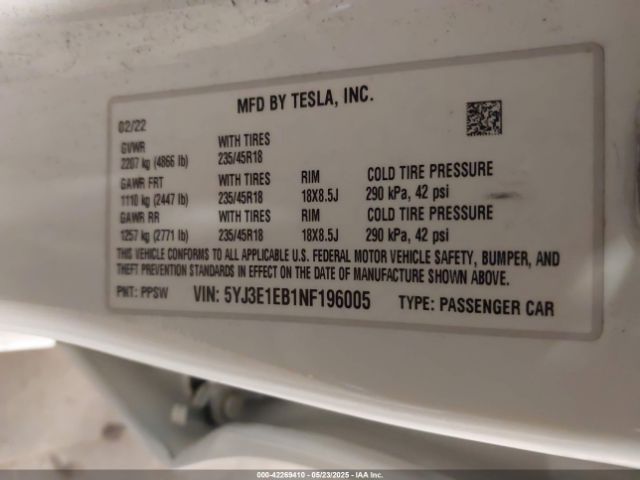 MFD BY TESLA, INC.
02/22
GVWR WITH TIRES
2207 kg (4866 lb) 235/45R18
GAWR FRT WITH TIRES RIM COLD TIRE PRESSURE
1110 kg (2447 lb) 235/45R18 18X8.5J 290 kPa, 42 psi
GAWR RR WITH TIRES RIM COLD TIRE PRESSURE
1257 kg (2771 lb) 235/45R18 18X8.5J 290 kPa, 42 psi
THIS VEHICLE CONFORMS TO ALL APPLICABLE U.S. FEDERAL MOTOR VEHICLE SAFETY, BUMPER, AND
THEFT PREVENTION STANDARDS IN EFFECT ON THE DATE OF MANUFACTURE SHOWN ABOVE.
PNT: PPSW VIN: 5YJ3E1EB1NF196005 TYPE: PASSENGER CAR
000-42269410 - 05/23/2025 - IAA Inc.